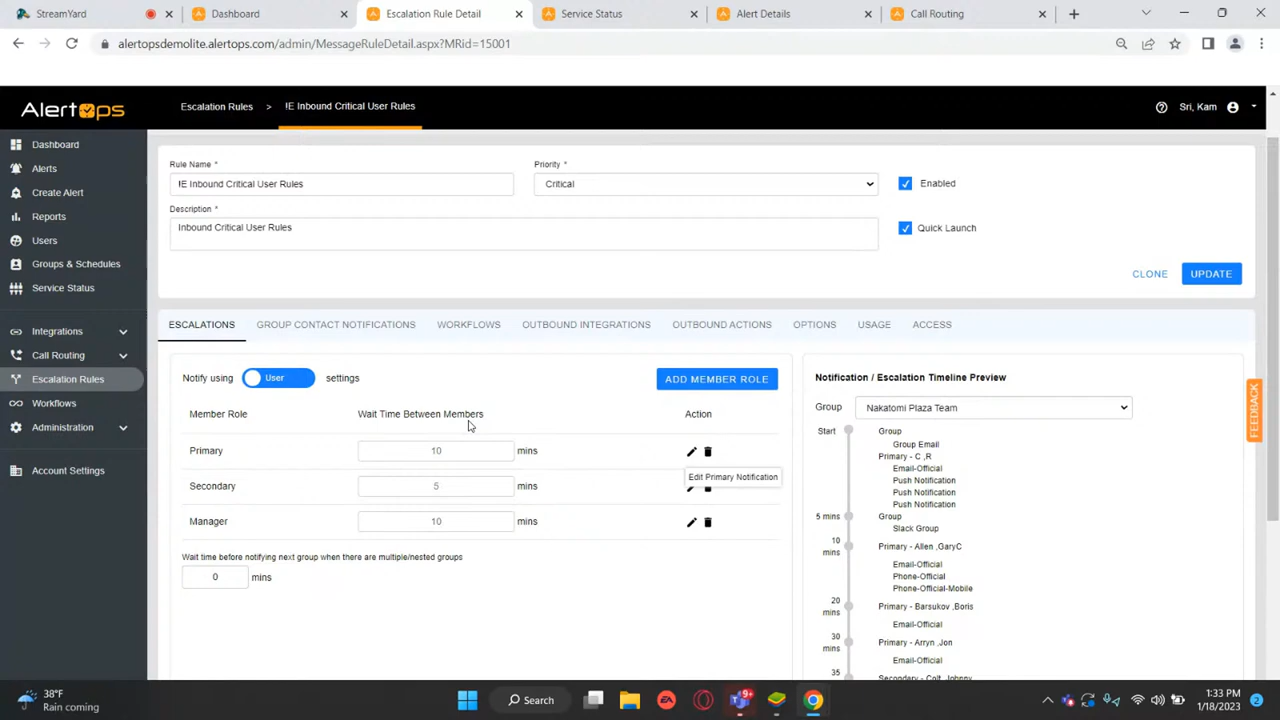 StreamYard
Dashboard
Escalation Rule Detail
Service Status
Alert Details
Call Routing
alertopsdemolite.alertops.com/admin/MessageRuleDetail.aspx?MRid=15001
AlertOps
Escalation Rules > !E Inbound Critical User Rules
Sri, Kam
Dashboard
Alerts
Create Alert
Reports
Users
Groups & Schedules
Service Status
Integrations
Call Routing
Escalation Rules
Workflows
Administration
Account Settings
Rule Name *
Priority *
!E Inbound Critical User Rules
Critical
Enabled
Description *
Inbound Critical User Rules
Quick Launch
CLONE
UPDATE
ESCALATIONS
GROUP CONTACT NOTIFICATIONS
WORKFLOWS
OUTBOUND INTEGRATIONS
OUTBOUND ACTIONS
OPTIONS
USAGE
ACCESS
Notify using User settings
ADD MEMBER ROLE
Member Role
Wait Time Between Members
Action
Primary
10 mins
Edit Primary Notification
Secondary
5 mins
Manager
10 mins
Wait time before notifying next group when there are multiple/nested groups
0 mins
Notification / Escalation Timeline Preview
Group
Nakatomi Plaza Team
Start
Group
Group Email
Primary - C ,R
Email-Official
Push Notification
Push Notification
Push Notification
5 mins
Group
Slack Group
10 mins
Primary - Allen ,GaryC
Email-Official
Phone-Official
Phone-Official-Mobile
20 mins
Primary - Barsukov ,Boris
Email-Official
30 mins
Primary - Arryn ,Jon
Email-Official
35
Secondary - Colt, Johnny
FEEDBACK
38°F
Rain coming
Search
9+
1:33 PM
1/18/2023
2